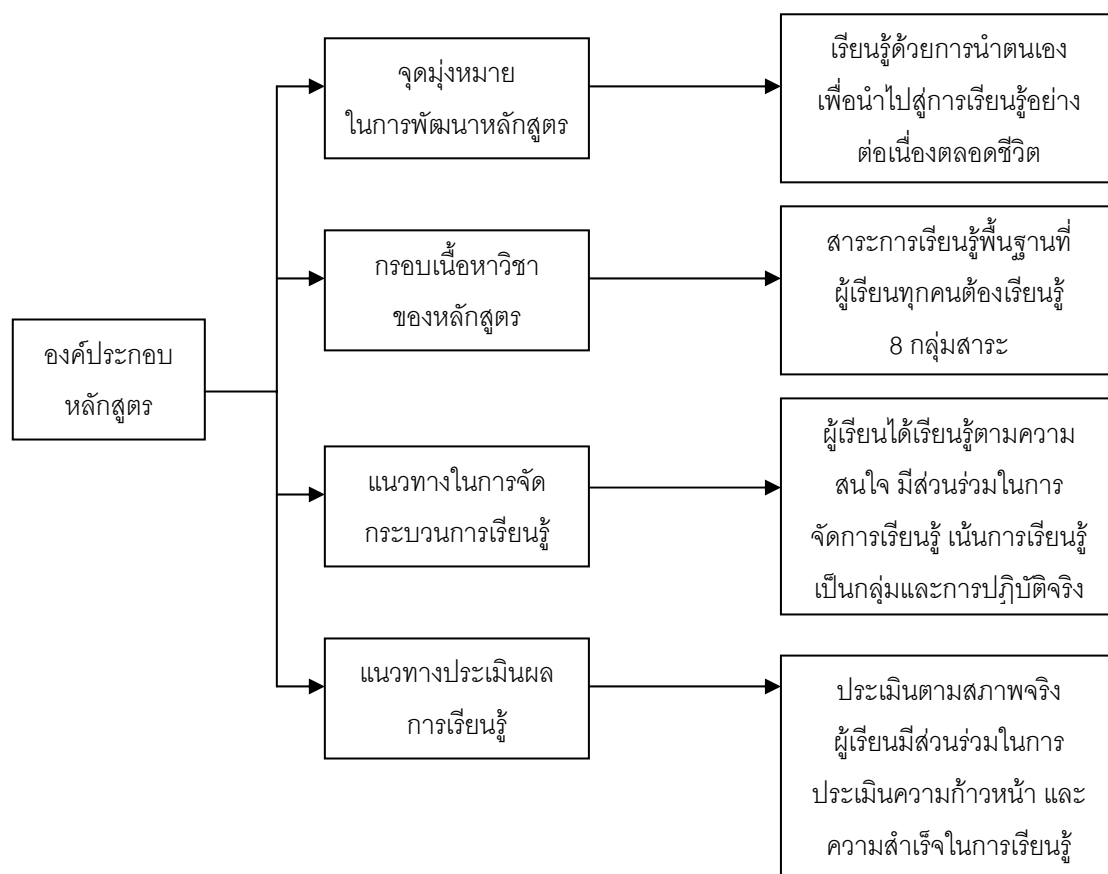 องค์ประกอบ
หลักสูตร
จุดมุ่งหมาย
ในการพัฒนาหลักสูตร
เรียนรู้ด้วยการนำตนเอง
เพื่อนำไปสู่การเรียนรู้อย่าง
ต่อเนื่องตลอดชีวิต
กรอบเนื้อหาวิชา
ของหลักสูตร
สาระการเรียนรู้พื้นฐานที่
ผู้เรียนทุกคนต้องเรียนรู้
8 กลุ่มสาระ
แนวทางในการจัด
กระบวนการเรียนรู้
ผู้เรียนได้เรียนรู้ตามความ
สนใจ มีส่วนร่วมในการ
จัดการเรียนรู้ เน้นการเรียนรู้
เป็นกลุ่มและการปฏิบัติจริง
แนวทางประเมินผล
การเรียนรู้
ประเมินตามสภาพจริง
ผู้เรียนมีส่วนร่วมในการ
ประเมินความก้าวหน้า และ
ความสำเร็จในการเรียนรู้